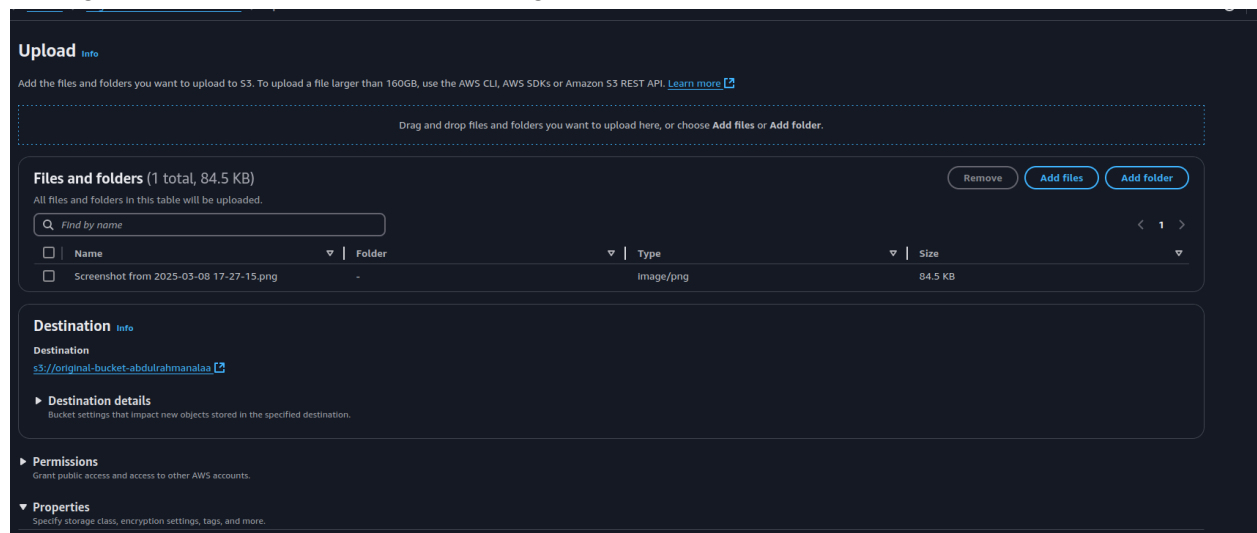 Upload Info
Add the files and folders you want to upload to S3. To upload a file larger than 160GB, use the AWS CLI, AWS SDKs or Amazon S3 REST API. Learn more
Drag and drop files and folders you want to upload here, or choose Add files or Add folder.
Files and folders (1 total, 84.5 KB)
Remove Add files Add folder
All files and folders in this table will be uploaded.
Find by name
1
Name Folder Type Size
Screenshot from 2025-03-08 17-27-15.png - image/png 84.5 KB
Destination Info
Destination
s3://original-bucket-abdulrahmanalaa
Destination details
Bucket settings that impact new objects stored in the specified destination.
Permissions
Grant public access and access to other AWS accounts.
Properties
Specify storage class, encryption settings, tags, and more.